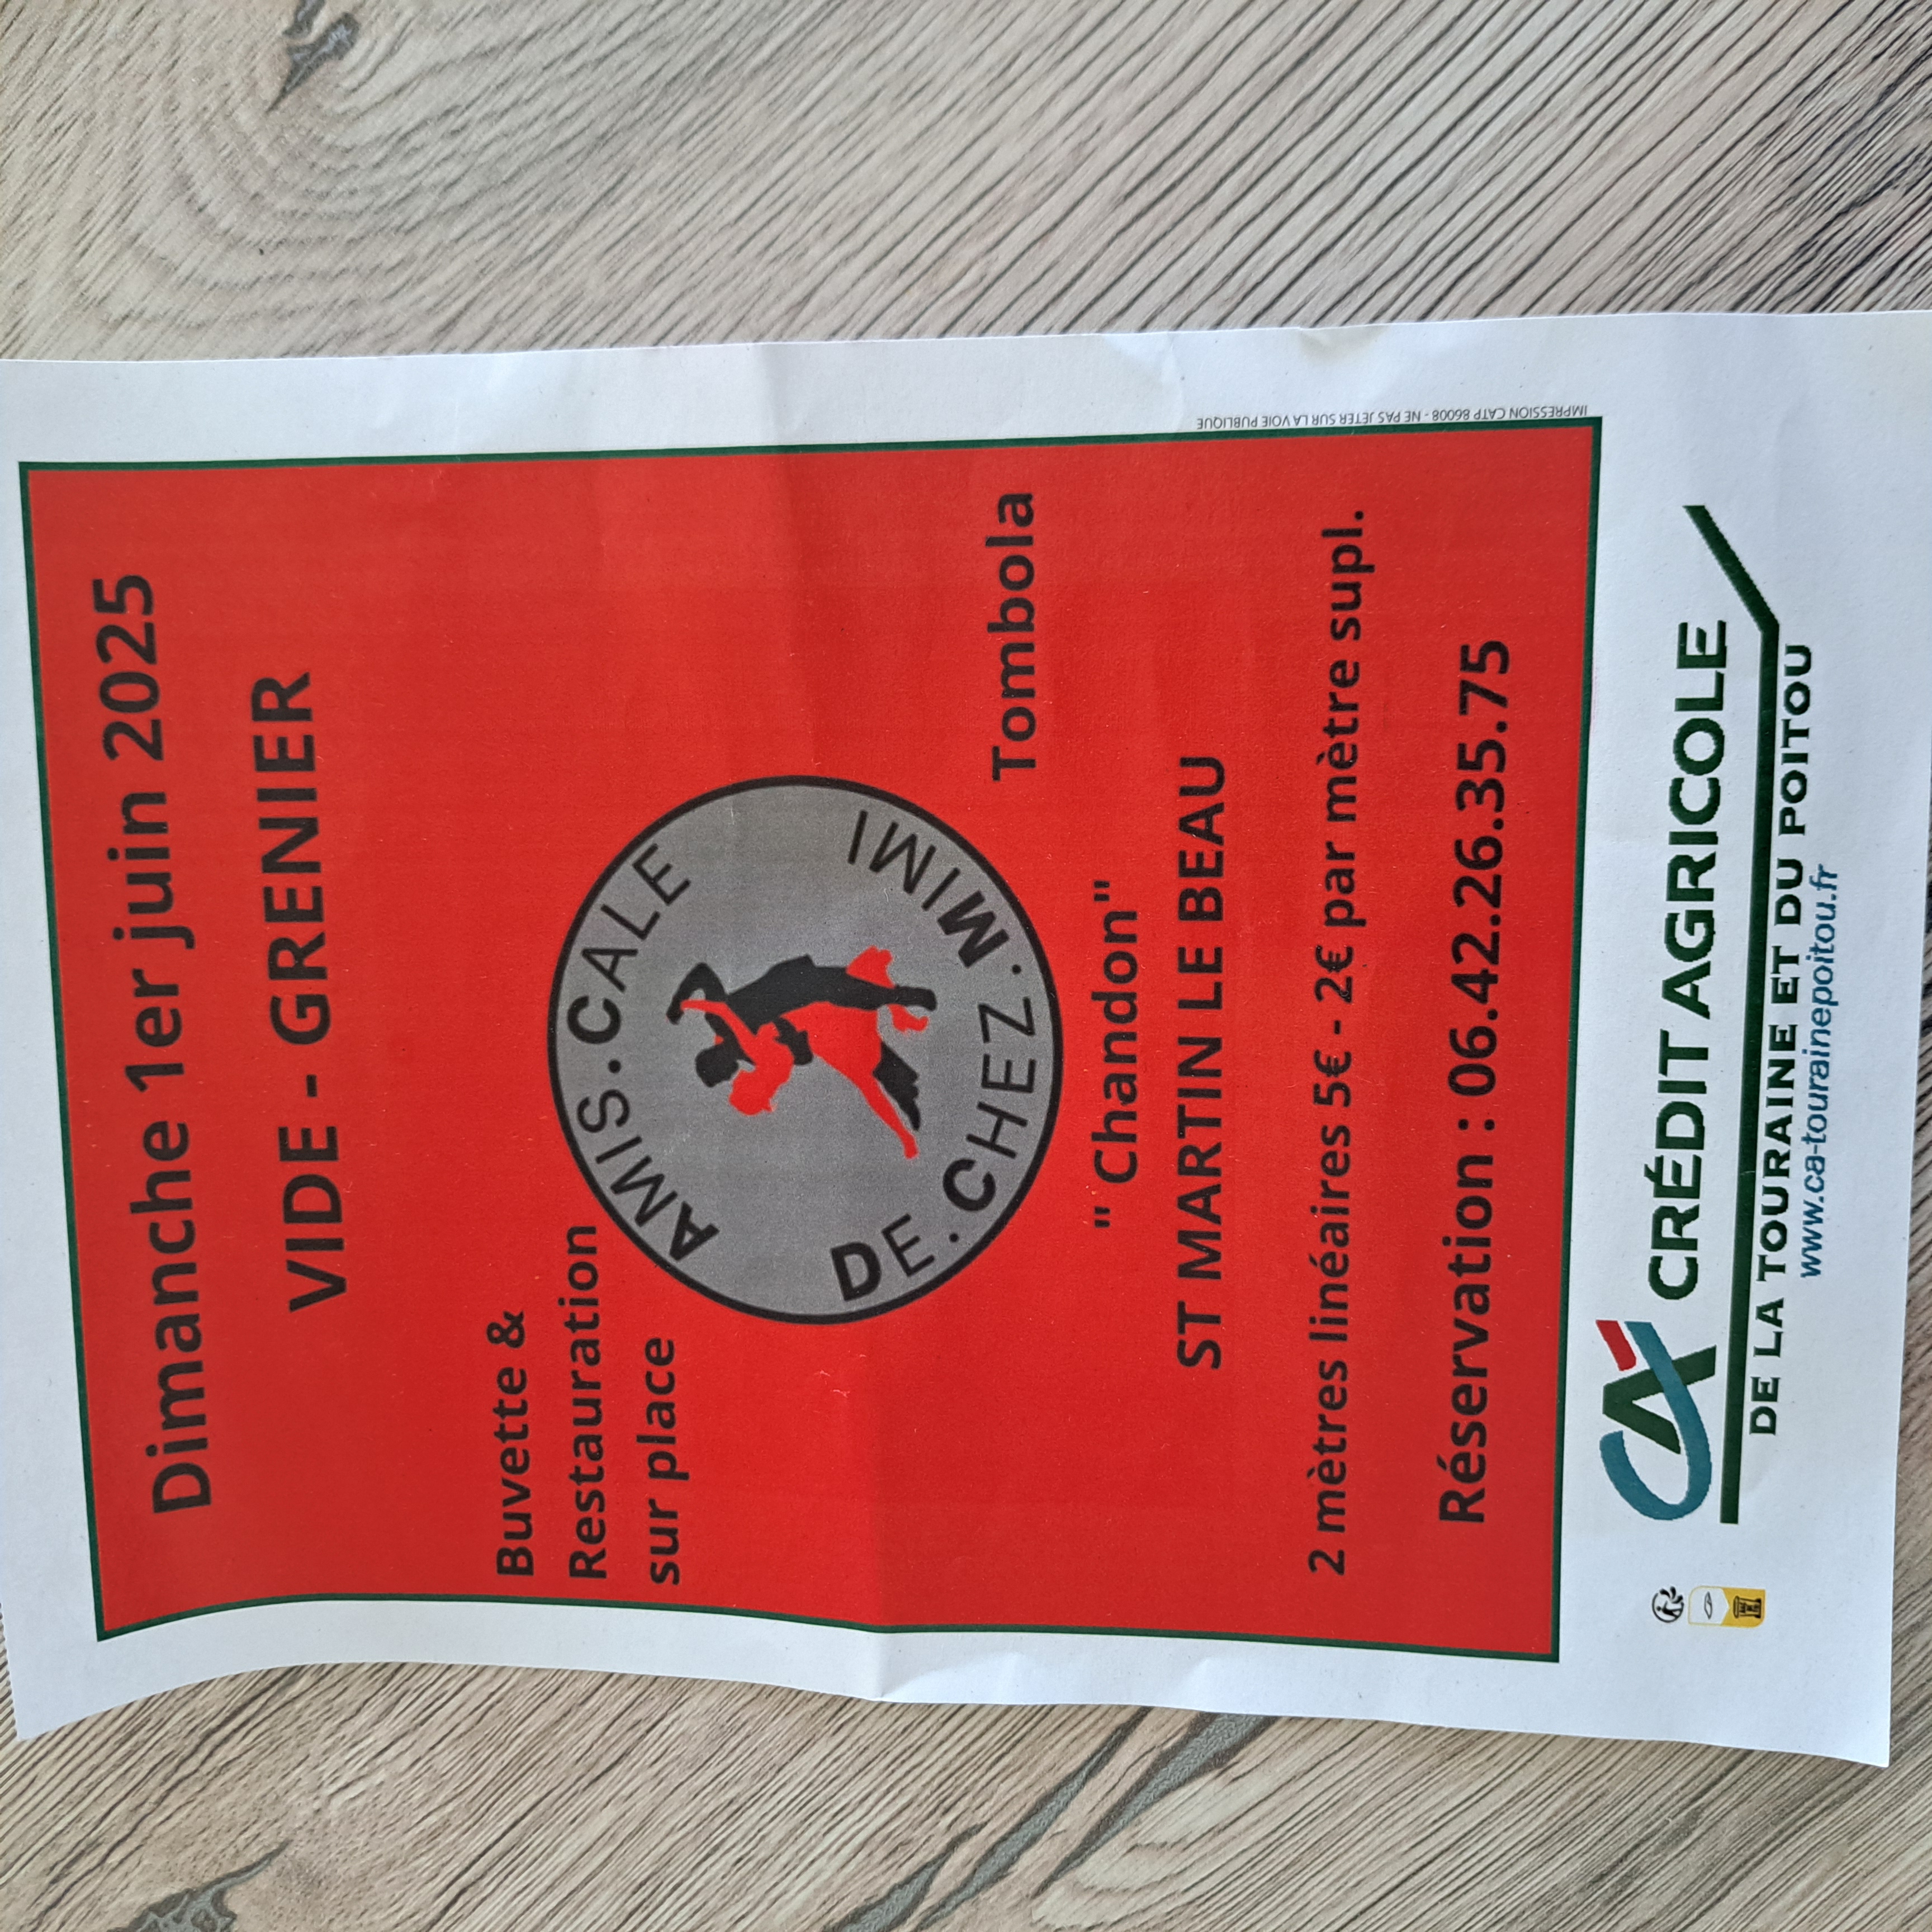 Dimanche 1er juin 2025
VIDE - GRENIER
Buvette &
Restauration
sur place
AMIS.CALE
DE.CHEZ.MIMI
Tombola
" Chandon"
ST MARTIN LE BEAU
2 mètres linéaires 5€ - 2€ par mètre supl.
Réservation : 06.42.26.35.75
IMPRESSION CATP 86008 - NE PAS JETER SUR LA VOIE PUBLIQUE
CA CRÉDIT AGRICOLE
DE LA TOURAINE ET DU POITOU
www.ca-tourainepoitou.fr